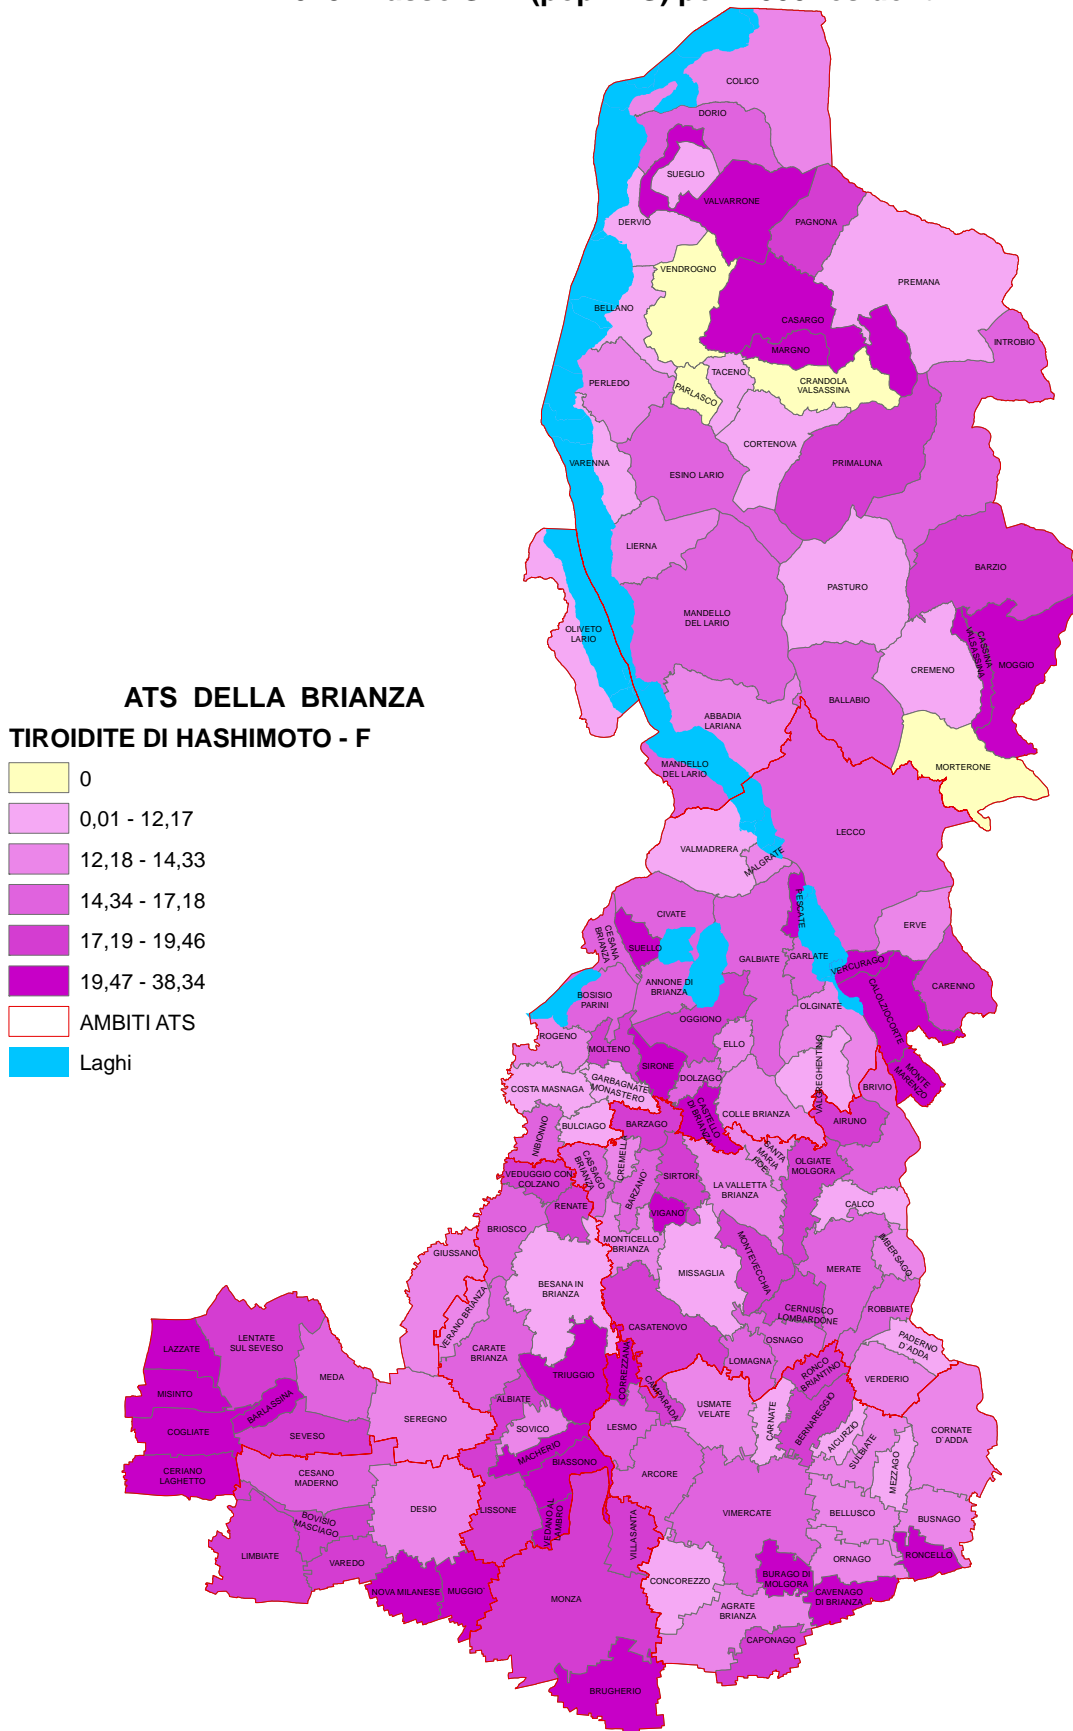 COLICO
DORIO
SUEGLIO
VALVARRONE
PAGNONA
DERVIO
VENDROGNO
PREMANA
BELLANO
CASARGO
INTROBIO
MARGNO
TACENO
PERLEDO
CRANDOLA
VALSASSINA
PARLASCO
CORTENOVA
VARENNA
PRIMALUNA
ESINO LARIO
LIERNA
BARZIO
PASTURO
MANDELLO
DEL LARIO
OLIVETO
LARIO
CASSINA
VALSASSINA
MOGGIO
CREMENO
BALLABIO
ABBADIA
LARIANA
MANDELLO
DEL LARIO
MORTERONE
LECCO
VALMADRERA
MALGRATE
ATS DELLA BRIANZA
TIROIDITE DI HASHIMOTO - F
0
0,01 - 12,17
12,18 - 14,33
14,34 - 17,18
17,19 - 19,46
19,47 - 38,34
AMBITI ATS
Laghi
PESCATE
CIVATE
ERVE
CESANA
BRIANZA
SUELLO
GALBIATE
GARLATE
VERCURAGO
ANNONE DI
BRIANZA
CARENNO
BOSISIO
PARINI
CALOLZIOCORTE
OLGINATE
OGGIONO
ROGENO
ELLO
MOLTENO
SIRONE
VALGREGHENTINO
MONTE
MARENZO
DOLZAGO
GARBAGNATE
MONASTERO
COSTA MASNAGA
BRIVIO
CASTELLO
DI BRIANZA
COLLE BRIANZA
AIRUNO
BULCIAGO
BARZAGO
NIBIONNO
CREMELLA
SANTA
MARIA
HOE'
OLGIATE
MOLGORA
CASSAGO
BRIANZA
VEDUGGIO CON
COLZANO
SIRTORI
BARZANO
LA VALLETTA
BRIANZA
CALCO
RENATE
VIGANO'
BRIOSCO
MONTICELLO
BRIANZA
GIUSSANO
IMBERSAGO
MONTEVECCHIA
MISSAGLIA
MERATE
BESANA IN
BRIANZA
VERANO BRIANZA
CERNUSCO
LOMBARDONE
ROBBIATE
CASATENOVO
LENTATE
SUL SEVESO
LAZZATE
OSNAGO
PADERNO
D'ADDA
CARATE
BRIANZA
LOMAGNA
CORREZZANA
RONCO
BRIANTINO
TRIUGGIO
MEDA
VERDERIO
MISINTO
BARLASSINA
ALBIATE
CAMPARADA
USMATE
VELATE
SEREGNO
CARNATE
BERNAREGGIO
SOVICO
LESMO
CORNATE
D'ADDA
COGLIATE
SEVESO
AICURZIO
SULBIATE
MACHERIO
BIASSONO
MEZZAGO
CERIANO
LAGHETTO
CESANO
MADERNO
ARCORE
DESIO
LISSONE
VEDANO AL
LAMBRO
VIMERCATE
BELLUSCO
BUSNAGO
BOVISIO
MASCIAGO
VILLASANTA
LIMBIATE
VAREDO
ORNAGO
RONCELLO
CONCOREZZO
BURAGO DI
MOLGORA
NOVA MILANESE
MUGGIO'
MONZA
CAVENAGO
DI BRIANZA
AGRATE
BRIANZA
CAPONAGO
BRUGHERIO